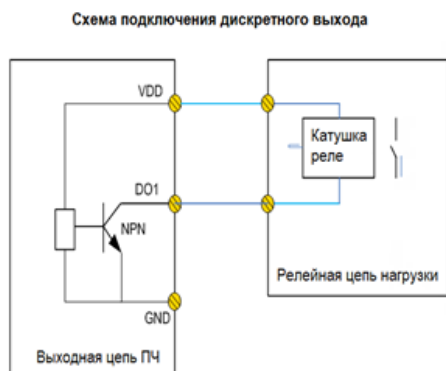 Схема подключения дискретного выхода
VDD
Катушка
реле
DO1
NPN
Релейная цепь нагрузки
GND
Выходная цепь ПЧ